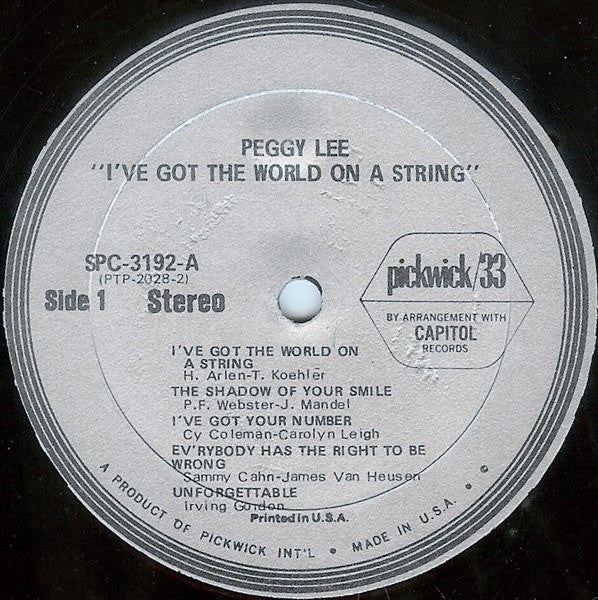 PEGGY LEE
"I'VE GOT THE WORLD ON A STRING"
SPC-3192-A
(PTP-2028-2)
Side 1 Stereo
pickwick/33
BY ARRANGEMENT WITH
CAPITOL
RECORDS
I'VE GOT THE WORLD ON
A STRING
H. Arlen-T. Koehler
THE SHADOW OF YOUR SMILE
P.F. Webster-J. Mandel
I'VE GOT YOUR NUMBER
Cy Coleman-Carolyn Leigh
EV'RYBODY HAS THE RIGHT TO BE
WRONG
Sammy Cahn-James Van Heusen
UNFORGETTABLE
Irving Gordon
Printed in U.S.A.
A PRODUCT OF PICKWICK INT'L • MADE IN U.S.A. • ©